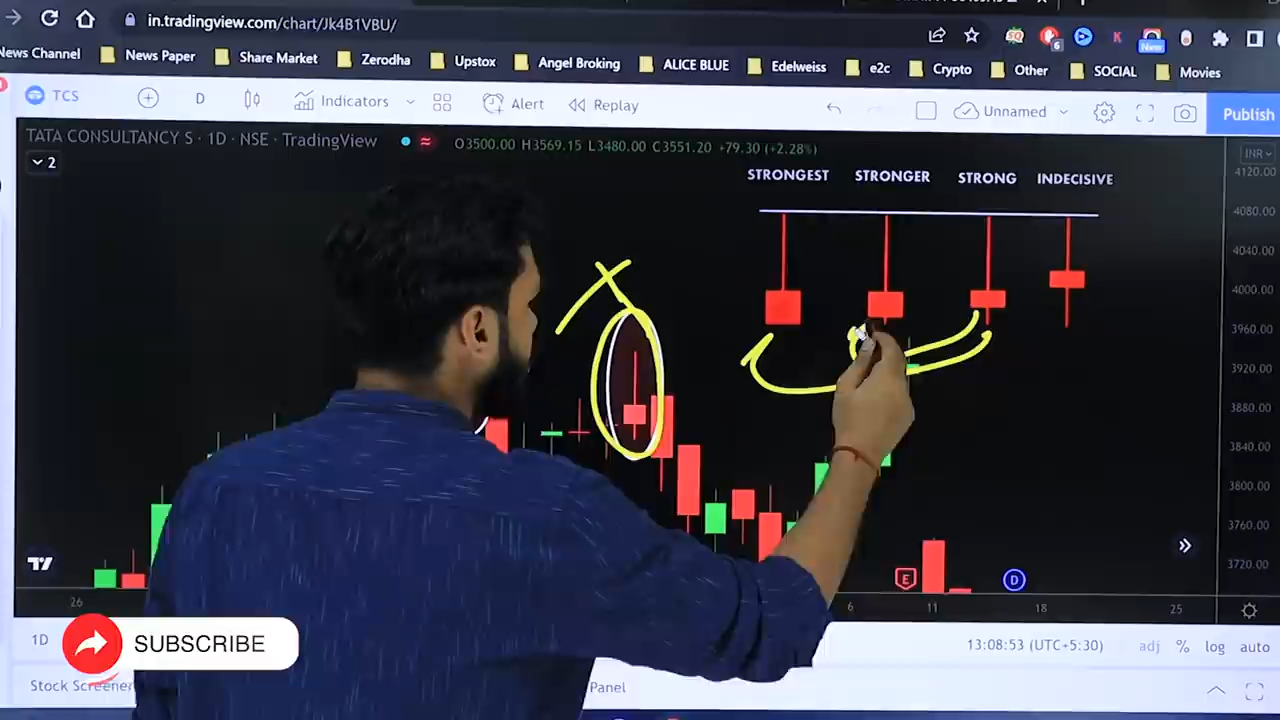 in.tradingview.com/chart/Jk4B1VBU/
News Channel News Paper Share Market Zerodha Upstox Angel Broking ALICE BLUE Edelweiss e2c Crypto Other SOCIAL Movies
6
New
TCS D Indicators Alert Replay Unnamed Publish
TATA CONSULTANCY S · 1D · NSE · TradingView O3500.00 H3569.15 L3480.00 C3551.20 +79.30 (+2.28%)
INR
2
STRONGEST STRONGER STRONG INDECISIVE
4120.00
4080.00
4040.00
4000.00
3960.00
3920.00
3880.00
3840.00
3800.00
3760.00
3720.00
E D
26 6 11 18 25
1D 13:08:53 (UTC+5:30) adj % log auto
SUBSCRIBE
Stock Screener Panel